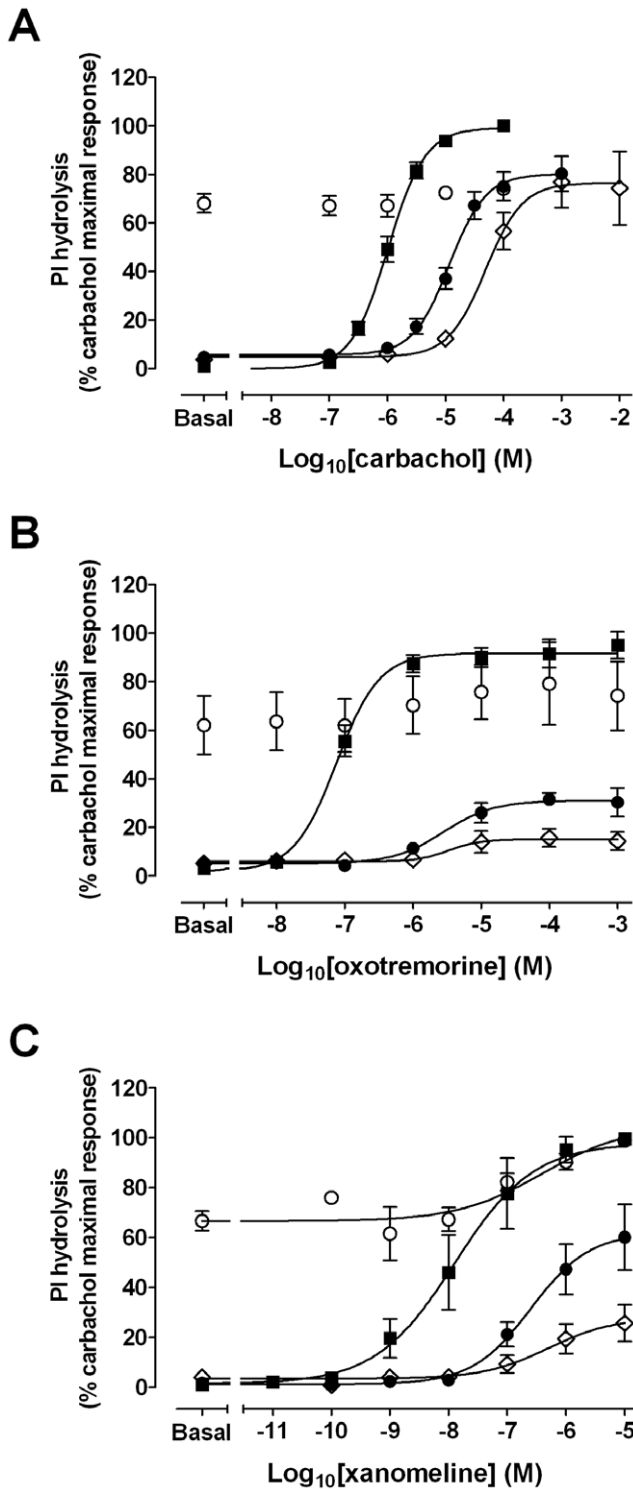 A
PI hydrolysis
(% carbachol maximal response)
120
100
80
60
40
20
0
Basal -8 -7 -6 -5 -4 -3 -2
Log10[carbachol] (M)
B
PI hydrolysis
(% carbachol maximal response)
120
100
80
60
40
20
0
Basal -8 -7 -6 -5 -4 -3
Log10[oxotremorine] (M)
C
PI hydrolysis
(% carbachol maximal response)
120
100
80
60
40
20
0
Basal -11 -10 -9 -8 -7 -6 -5
Log10[xanomeline] (M)